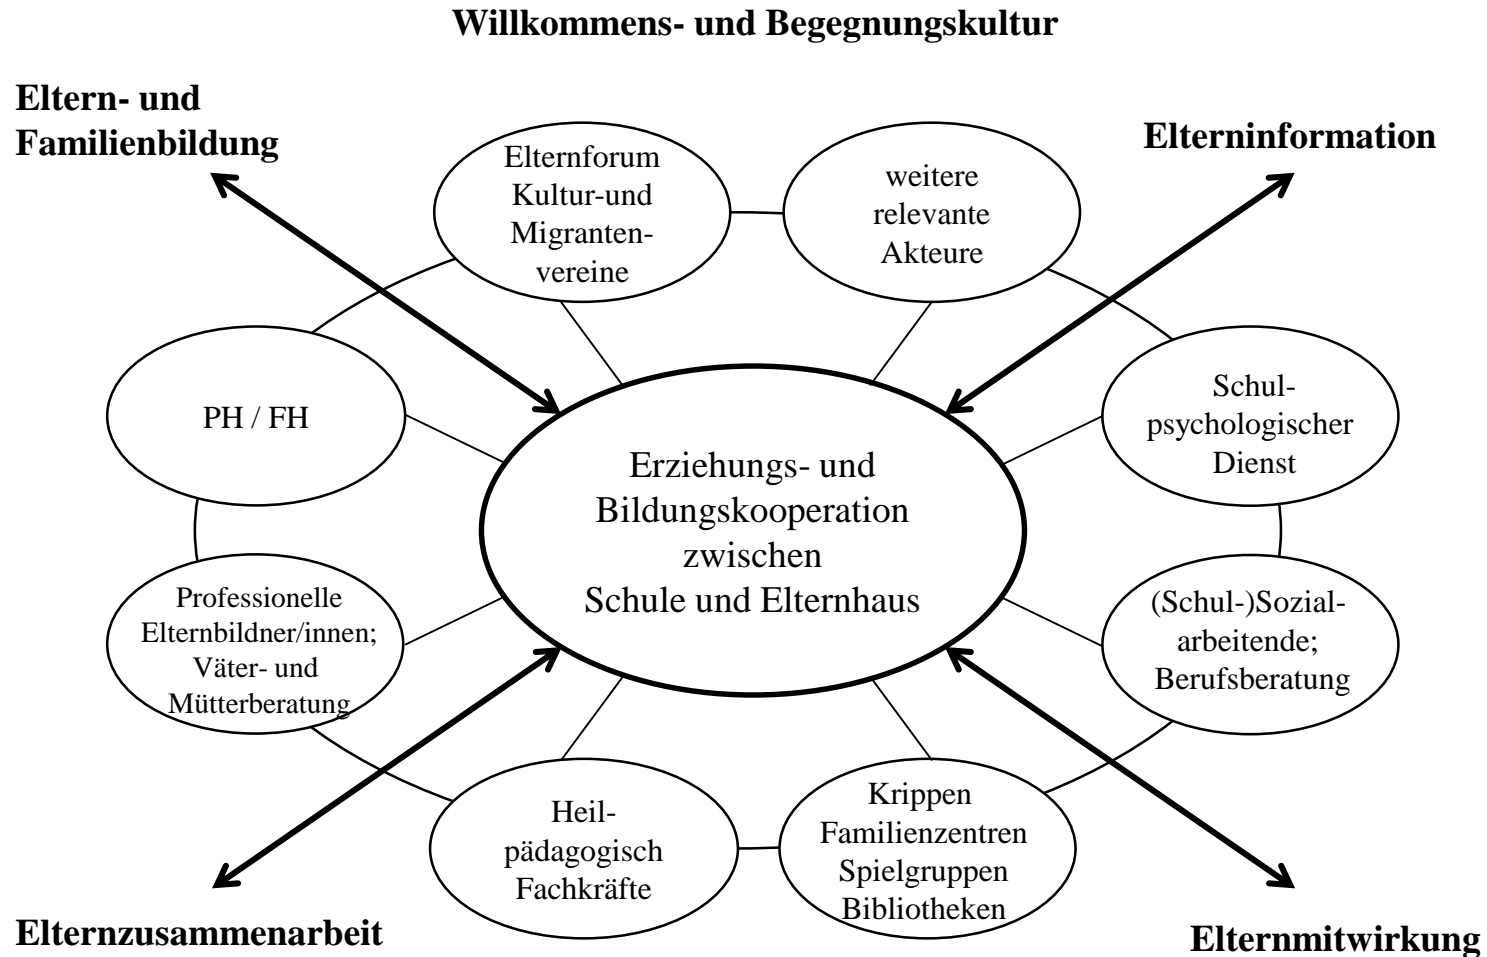 Willkommens- und Begegnungskultur
Eltern- und
Familienbildung
Elterninformation
Elternforum
Kultur-und
Migranten-
vereine
weitere
relevante
Akteure
PH / FH
Schul-
psychologischer
Dienst
Erziehungs- und
Bildungskooperation
zwischen
Schule und Elternhaus
Professionelle
Elternbildner/innen;
Väter- und
Mütterberatung
(Schul-)Sozial-
arbeitende;
Berufsberatung
Heil-
pädagogisch
Fachkräfte
Krippen
Familienzentren
Spielgruppen
Bibliotheken
Elternzusammenarbeit
Elternmitwirkung